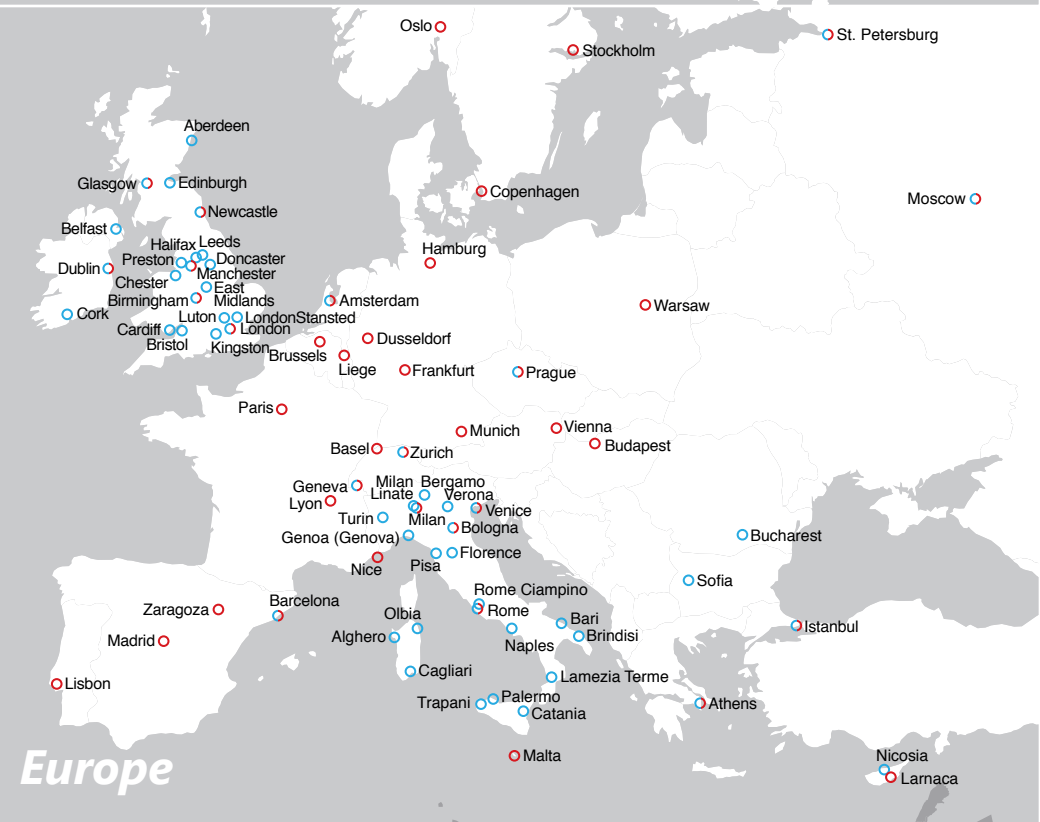 Oslo
St. Petersburg
Stockholm
Aberdeen
Glasgow
Edinburgh
Copenhagen
Moscow
Newcastle
Belfast
Halifax
Leeds
Hamburg
Preston
Doncaster
Dublin
Manchester
Chester
East
Midlands
Birmingham
Amsterdam
Warsaw
Cork
Luton
LondonStansted
Cardiff
London
Bristol
Kingston
Dusseldorf
Brussels
Liege
Frankfurt
Prague
Paris
Munich
Vienna
Budapest
Basel
Zurich
Geneva
Milan
Linate
Bergamo
Verona
Lyon
Venice
Turin
Milan
Bologna
Genoa (Genova)
Bucharest
Florence
Pisa
Nice
Sofia
Rome Ciampino
Barcelona
Zaragoza
Rome
Olbia
Bari
Istanbul
Alghero
Brindisi
Madrid
Naples
Cagliari
Lamezia Terme
Lisbon
Palermo
Trapani
Catania
Athens
Malta
Nicosia
Europe
Larnaca